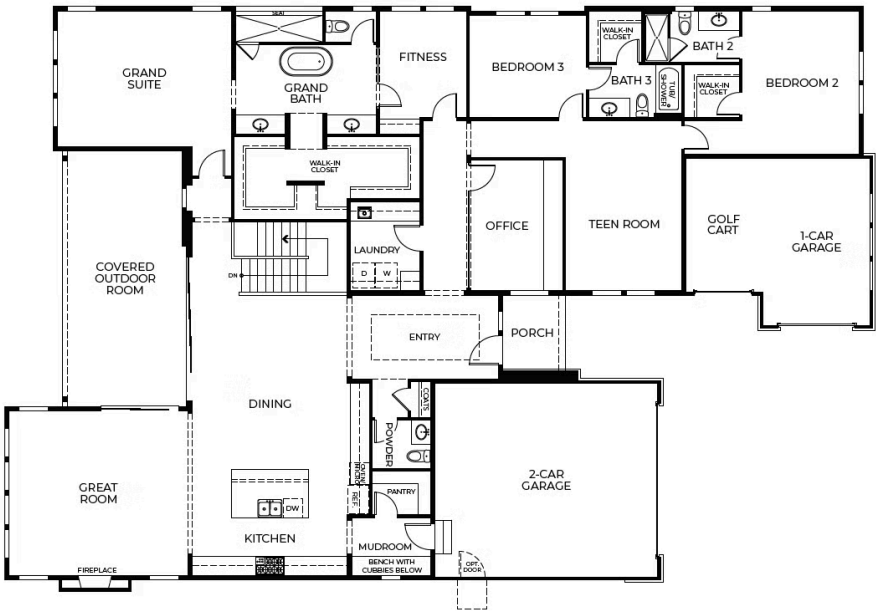 SEAT
GRAND
SUITE
GRAND
BATH
FITNESS
BEDROOM 3
WALK-IN
CLOSET
BATH 2
BATH 3
TUB/
SHOWER
WALK-IN
CLOSET
BEDROOM 2
WALK-IN
CLOSET
OFFICE
TEEN ROOM
GOLF
CART
1-CAR
GARAGE
COVERED
OUTDOOR
ROOM
DN
LAUNDRY
D
W
ENTRY
PORCH
DINING
COATS
POWDER
GREAT
ROOM
OVEN/
MICRO
REF.
PANTRY
2-CAR
GARAGE
DW
KITCHEN
MUDROOM
BENCH WITH
CUBBIES BELOW
OPT.
DOOR
FIREPLACE